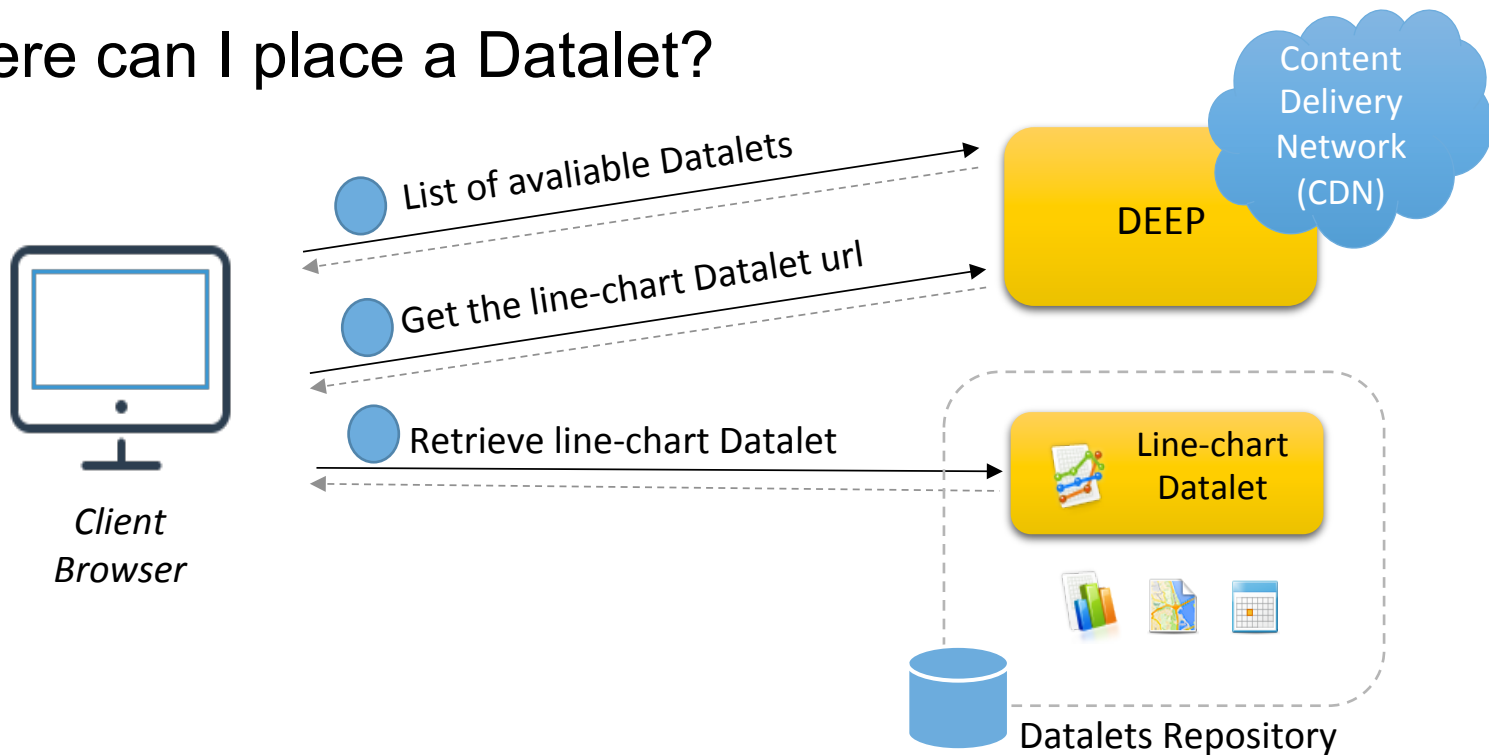 ere can I place a Datalet?
Content
Delivery
Network
(CDN)
List of avaliable Datalets
DEEP
Get the line-chart Datalet url
Retrieve line-chart Datalet
Line-chart
Datalet
Client
Browser
Datalets Repository